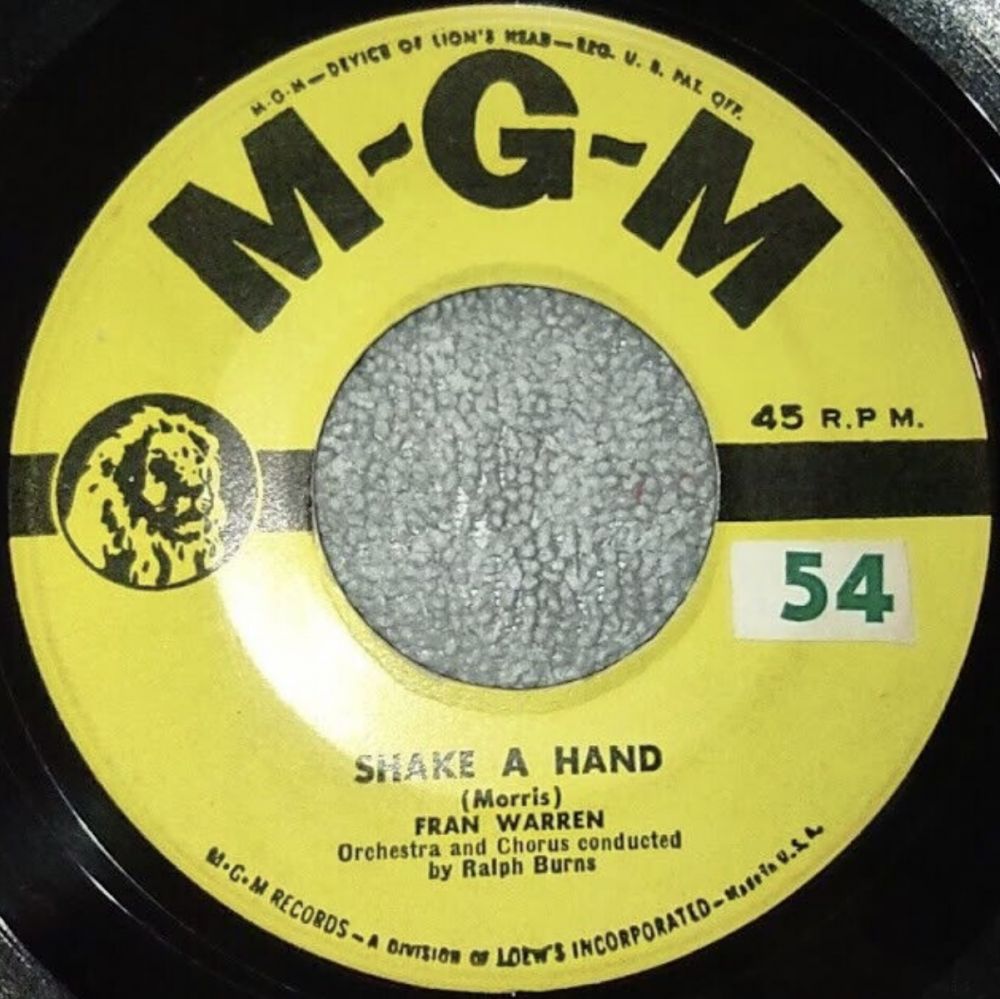 M-G-M—DEVICE OF LION'S HEAD—REG. U. S. PAT. OFF.
M-G-M
45 R.P M.
54
SHAKE A HAND
(Morris)
FRAN WARREN
Orchestra and Chorus conducted
by Ralph Burns
M-G-M RECORDS – A DIVISION OF LOEW'S INCORPORATED – Made in U.S.A.